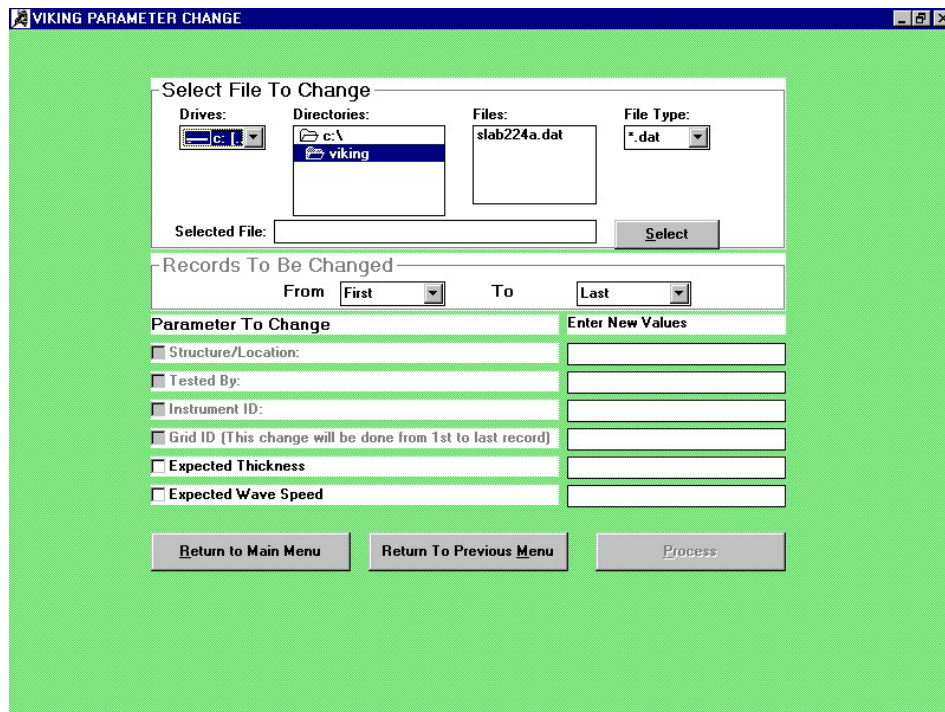 VIKING PARAMETER CHANGE
Select File To Change
Drives: Directories: Files: File Type:
c: [. c:\ slab224a.dat *.dat
viking
Selected File: Select
Records To Be Changed
From First To Last
Parameter To Change Enter New Values
Structure/Location:
Tested By:
Instrument ID:
Grid ID (This change will be done from 1st to last record)
Expected Thickness
Expected Wave Speed
Return to Main Menu Return To Previous Menu Process